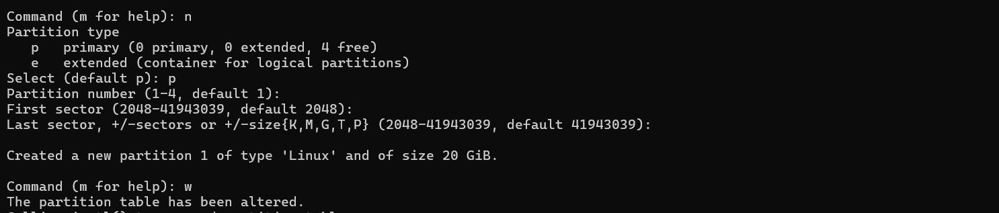 Command (m for help): n
Partition type
   p   primary (0 primary, 0 extended, 4 free)
   e   extended (container for logical partitions)
Select (default p): p
Partition number (1-4, default 1):
First sector (2048-41943039, default 2048):
Last sector, +/-sectors or +/-size{K,M,G,T,P} (2048-41943039, default 41943039):
Created a new partition 1 of type 'Linux' and of size 20 GiB.
Command (m for help): w
The partition table has been altered.